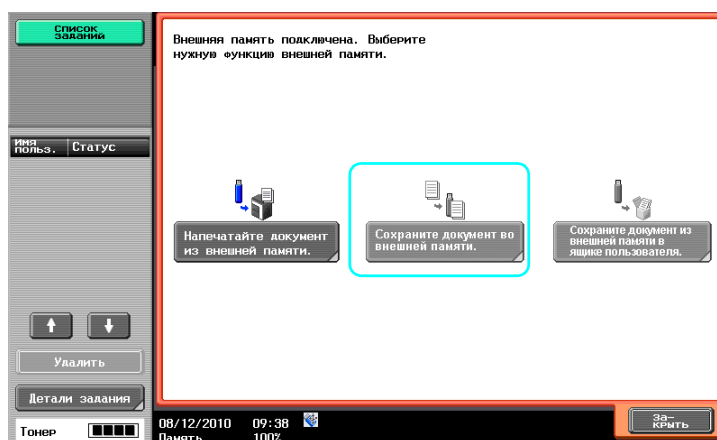 Список
заданий
Внешняя память подключена. Выберите
нужную функцию внешней памяти.
Имя
польз.
Статус
Напечатайте документ
из внешней памяти.
Сохраните документ во
внешней памяти.
Сохраните документ из
внешней памяти в
ящике пользователя.
Удалить
Детали задания
Тонер
08/12/2010 09:38
Память 100%
За-
крыть